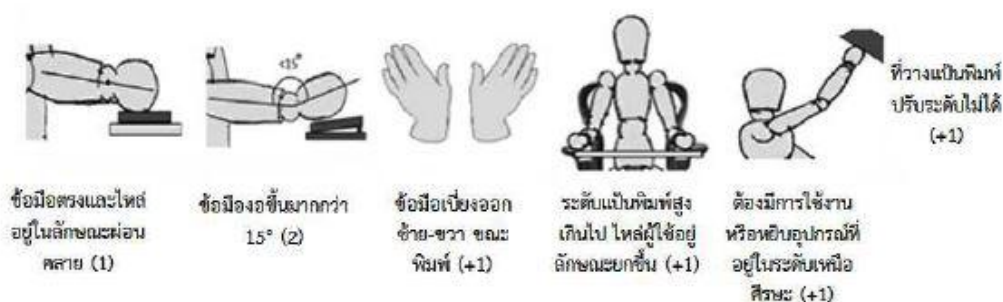 <15°
ที่วางแป้นพิมพ์
ปรับระดับไม่ได้
(+1)
ข้อมือตรงและไหล่
อยู่ในลักษณะผ่อน
คลาย (1)
ข้อมืองอขึ้นมากกว่า
15° (2)
ข้อมือเบี่ยงออก
ซ้าย-ขวา ขณะ
พิมพ์ (+1)
ระดับแป้นพิมพ์สูง
เกินไป ไหล่ผู้ใช้อยู่
ลักษณะยกขึ้น (+1)
ต้องมีการใช้งาน
หรือหยิบอุปกรณ์ที่
อยู่ในระดับเหนือ
ศีรษะ (+1)